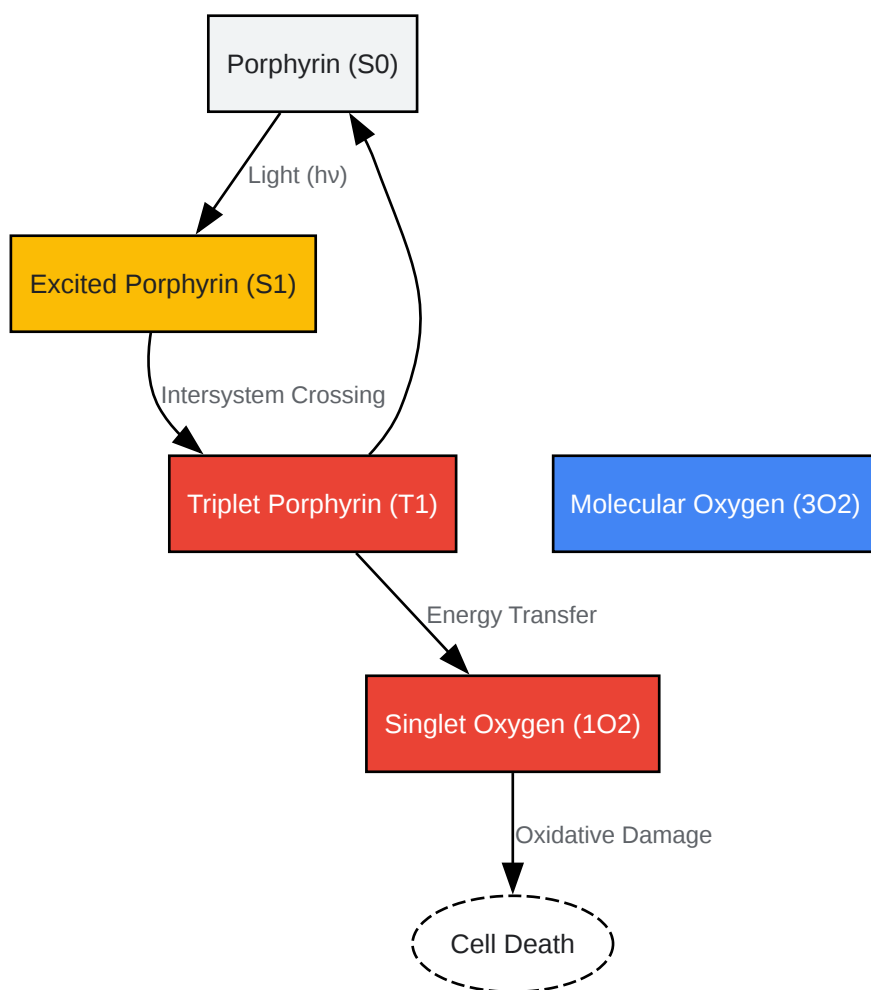 Porphyrin (S0)
Light (hν)
Excited Porphyrin (S1)
Intersystem Crossing
Triplet Porphyrin (T1)
Molecular Oxygen (3O2)
Energy Transfer
Singlet Oxygen (1O2)
Oxidative Damage
Cell Death